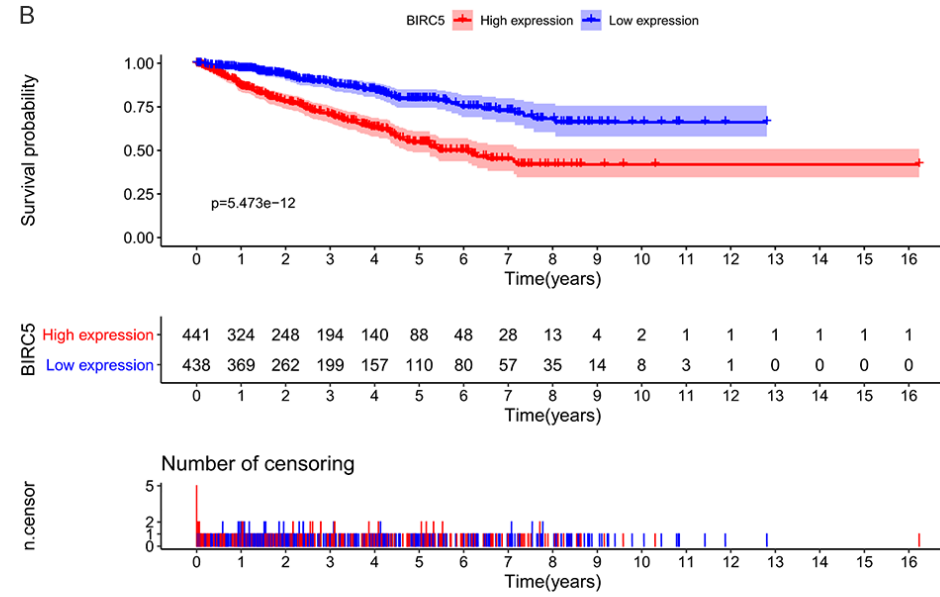 B
BIRC5 High expression Low expression
Survival probability
1.00
0.75
0.50
0.25
0.00
p=5.473e−12
0 1 2 3 4 5 6 7 8 9 10 11 12 13 14 15 16
Time(years)
BIRC5
High expression 441 324 248 194 140 88 48 28 13 4 2 1 1 1 1 1 1
Low expression 438 369 262 199 157 110 80 57 35 14 8 3 1 0 0 0 0
0 1 2 3 4 5 6 7 8 9 10 11 12 13 14 15 16
Time(years)
Number of censoring
n.censor
5
2
1
0
0 1 2 3 4 5 6 7 8 9 10 11 12 13 14 15 16
Time(years)